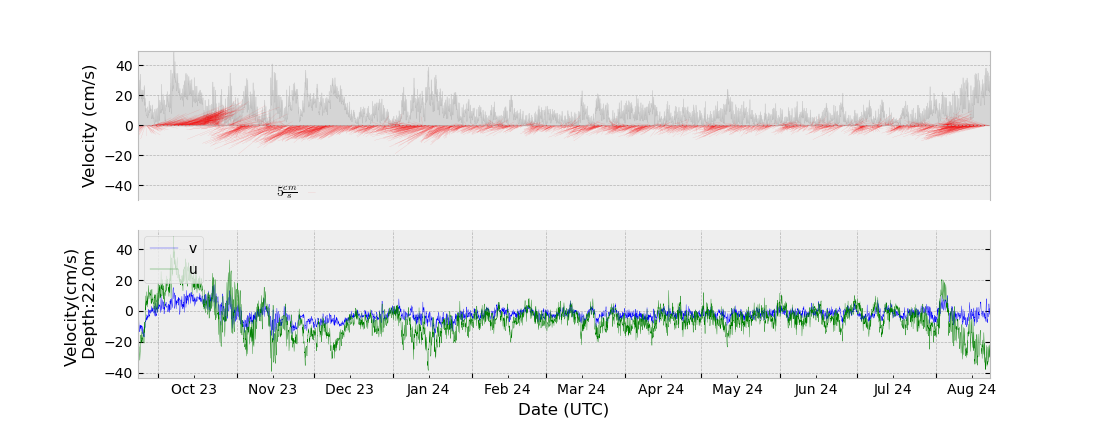 Velocity (cm/s)
40
20
0
−20
−40
5 cm/s
Velocity(cm/s)
Depth:22.0m
40
20
0
−20
−40
v
u
Oct 23 Nov 23 Dec 23 Jan 24 Feb 24 Mar 24 Apr 24 May 24 Jun 24 Jul 24 Aug 24
Date (UTC)